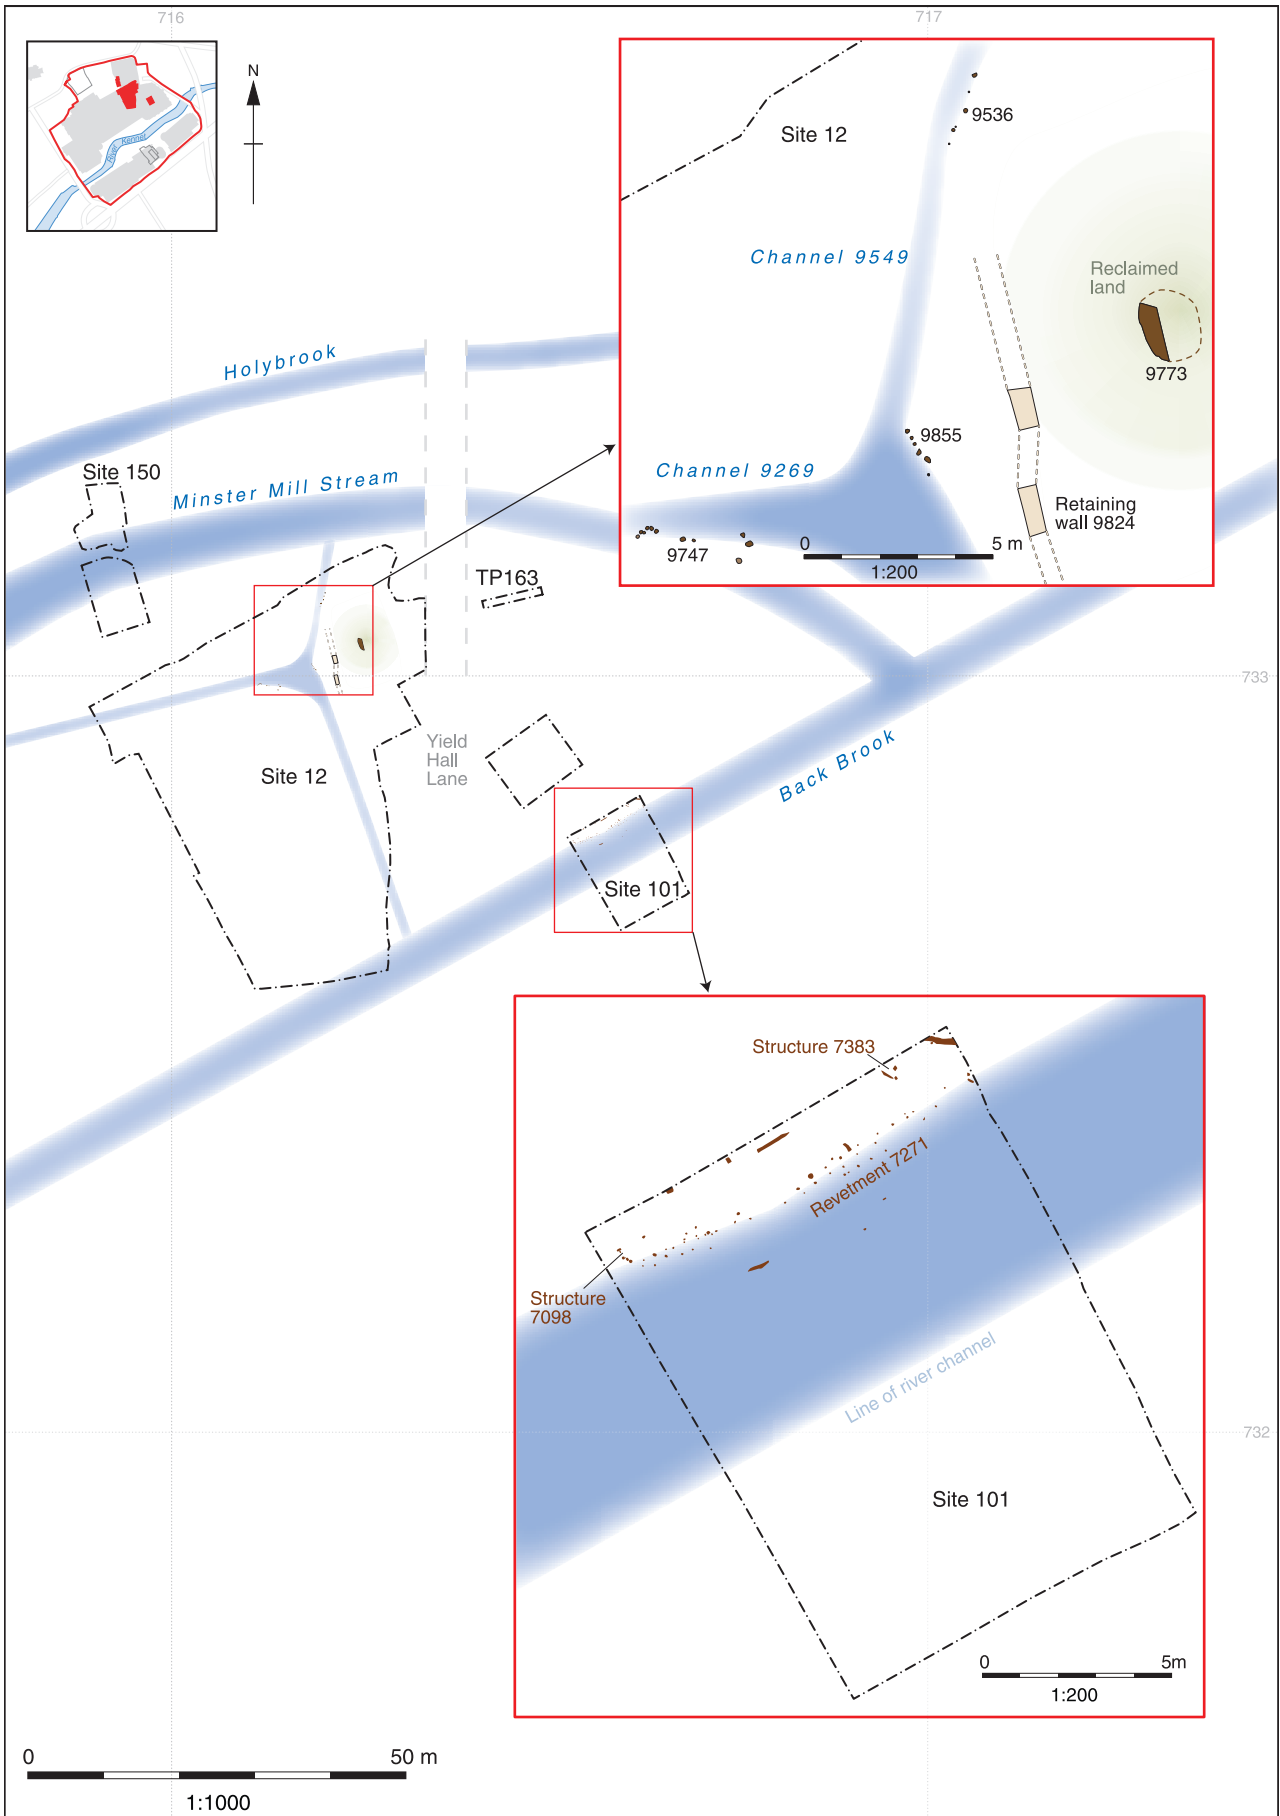 716
717
N
River Kennet
Site 12
9536
Channel 9549
Reclaimed
land
9773
9855
Channel 9269
Retaining
wall 9824
9747
0
5 m
1:200
Holybrook
Site 150
Minster Mill Stream
TP163
733
Yield
Hall
Lane
Site 12
Back Brook
Site 101
Structure 7383
Revetment 7271
Structure
7098
Line of river channel
732
Site 101
0
5m
1:200
0
50 m
1:1000